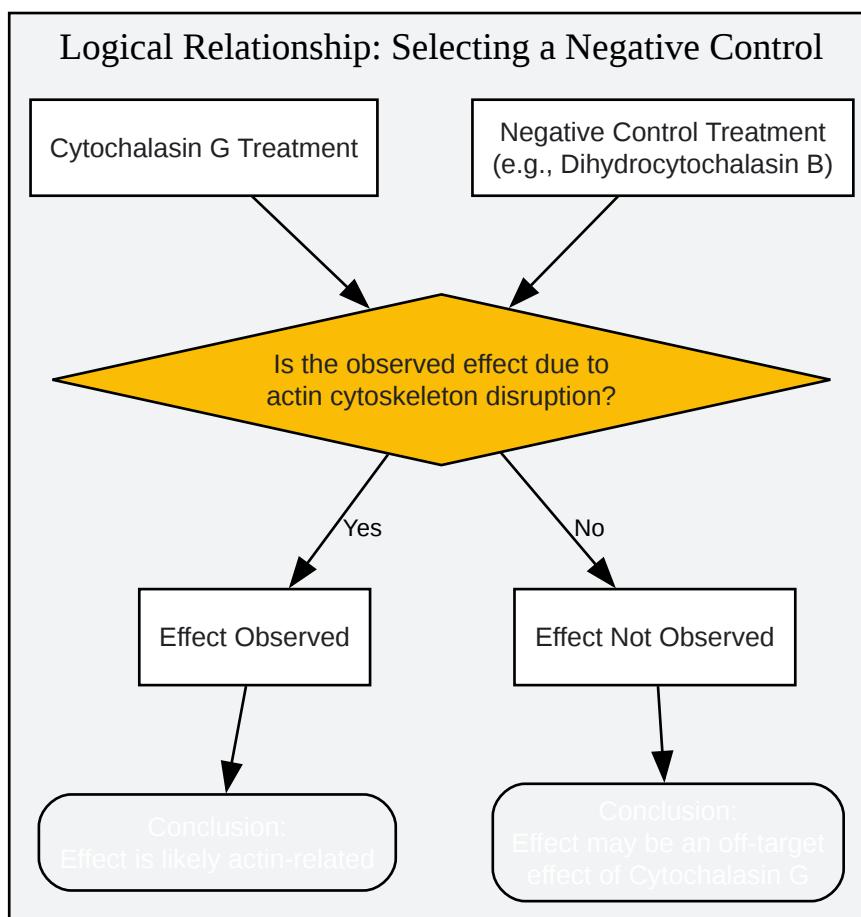 Logical Relationship: Selecting a Negative Control
Cytochalasin G Treatment
Negative Control Treatment
(e.g., Dihydrocytochalasin B)
Is the observed effect due to
actin cytoskeleton disruption?
Yes
No
Effect Observed
Effect Not Observed
Conclusion:
Effect is likely actin-related
Conclusion:
Effect may be an off-target
effect of Cytochalasin G